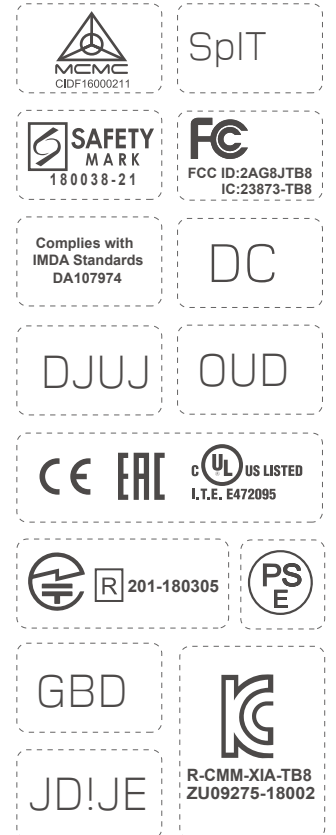 MCMC
CIDF16000211
SpIT
SAFETY
MARK
180038-21
FC
FCC ID:2AG8JTB8
IC:23873-TB8
Complies with
IMDA Standards
DA107974
DC
DJUJ
OUD
CE EAC C UL US LISTED
I.T.E. E472095
R 201-180305
PS
E
GBD
JD!JE
KC
R-CMM-XIA-TB8
ZU09275-18002